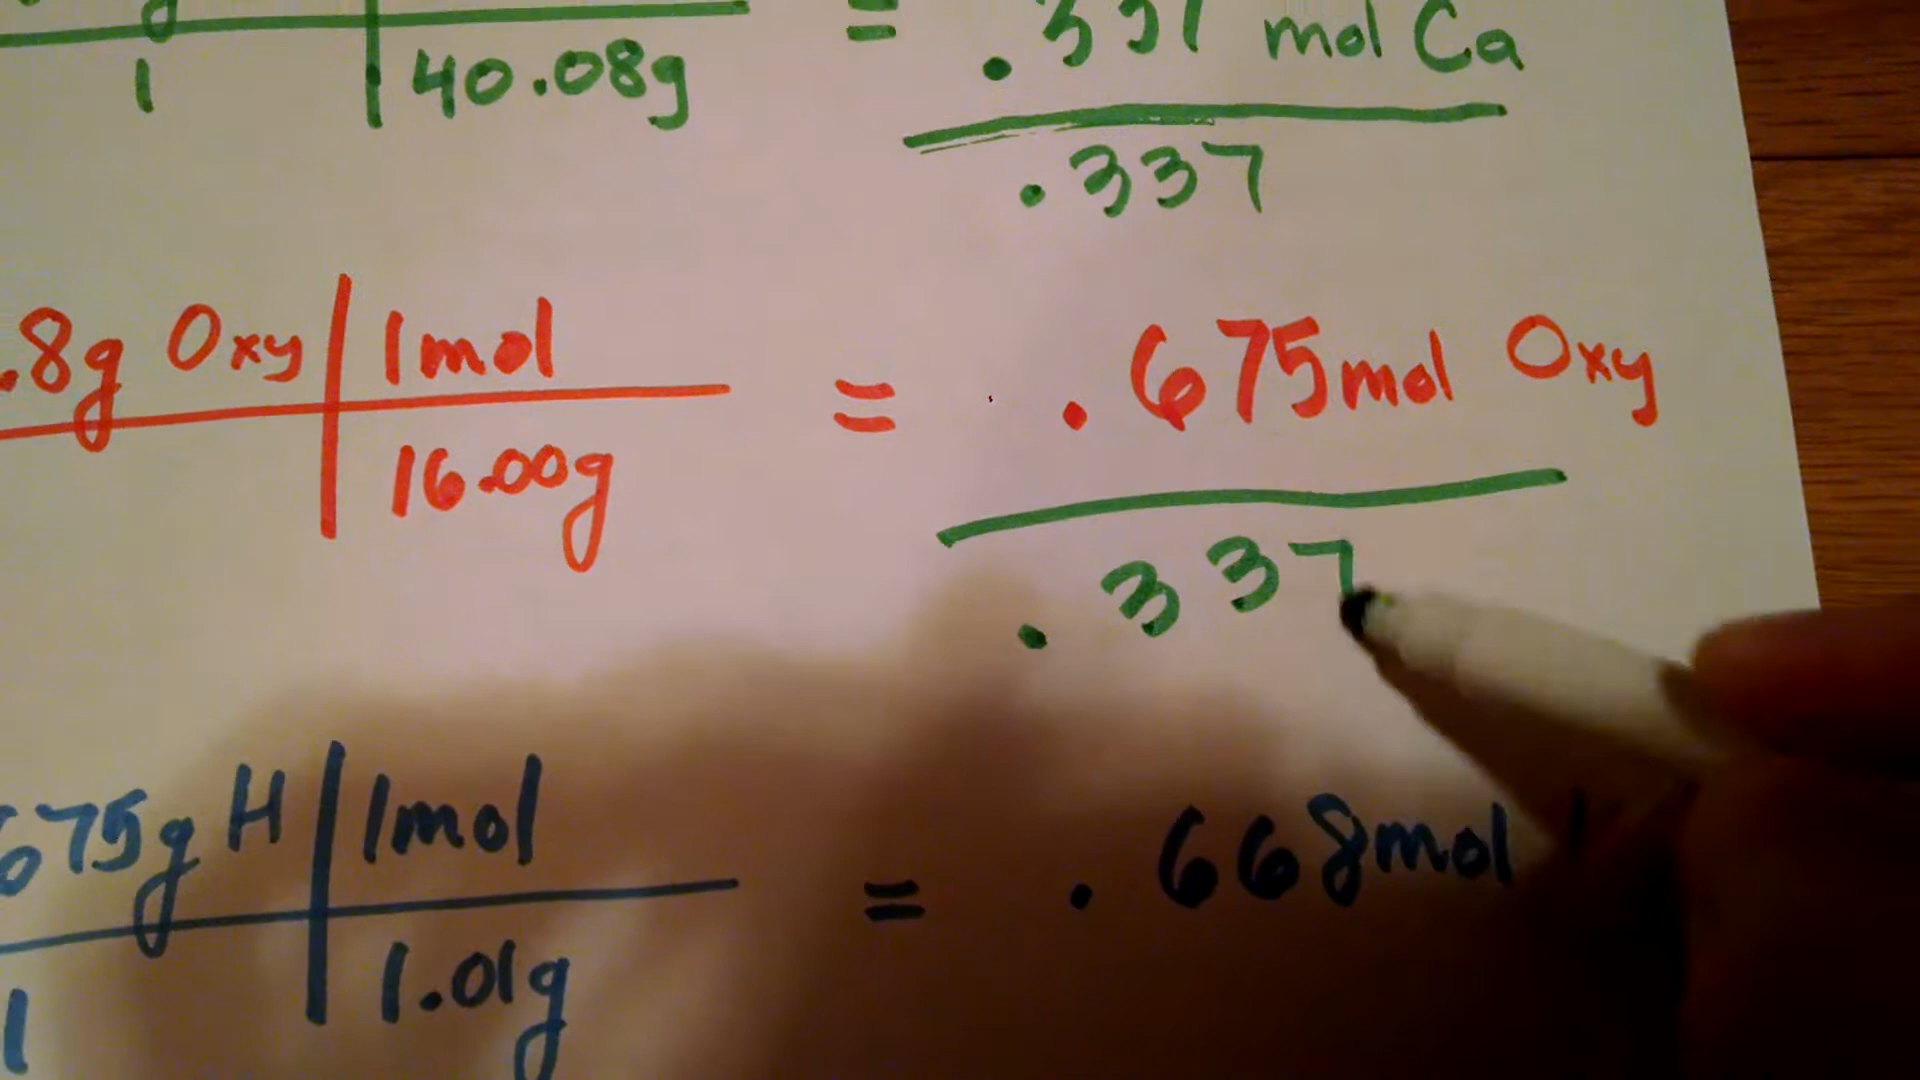 = .337 mol Ca
1 40.08g
.337
.8g Oxy 1mol
= .675mol Oxy
16.00g
.337
675g H 1mol
= .668mol
1.01g
1